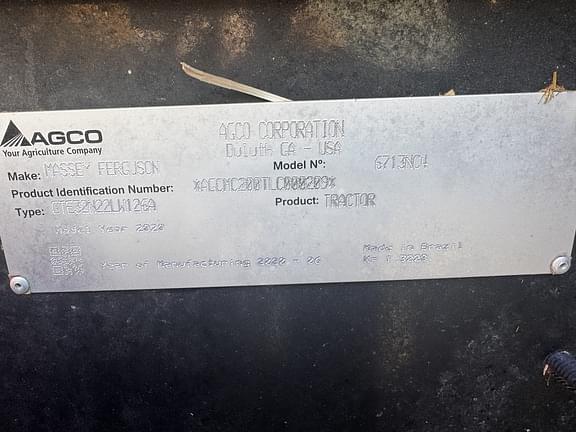 AGCO
Your Agriculture Company
AGCO CORPORATION
Duluth GA - USA
Make: MASSEY FERGUSON
Model Nº: 6713NC4
Product Identification Number: *AGCMC200TLC000209*
Type: Product: TRACTOR
Model Year 2020
Year of Manufacturing 2020 - 06
Made in Brazil